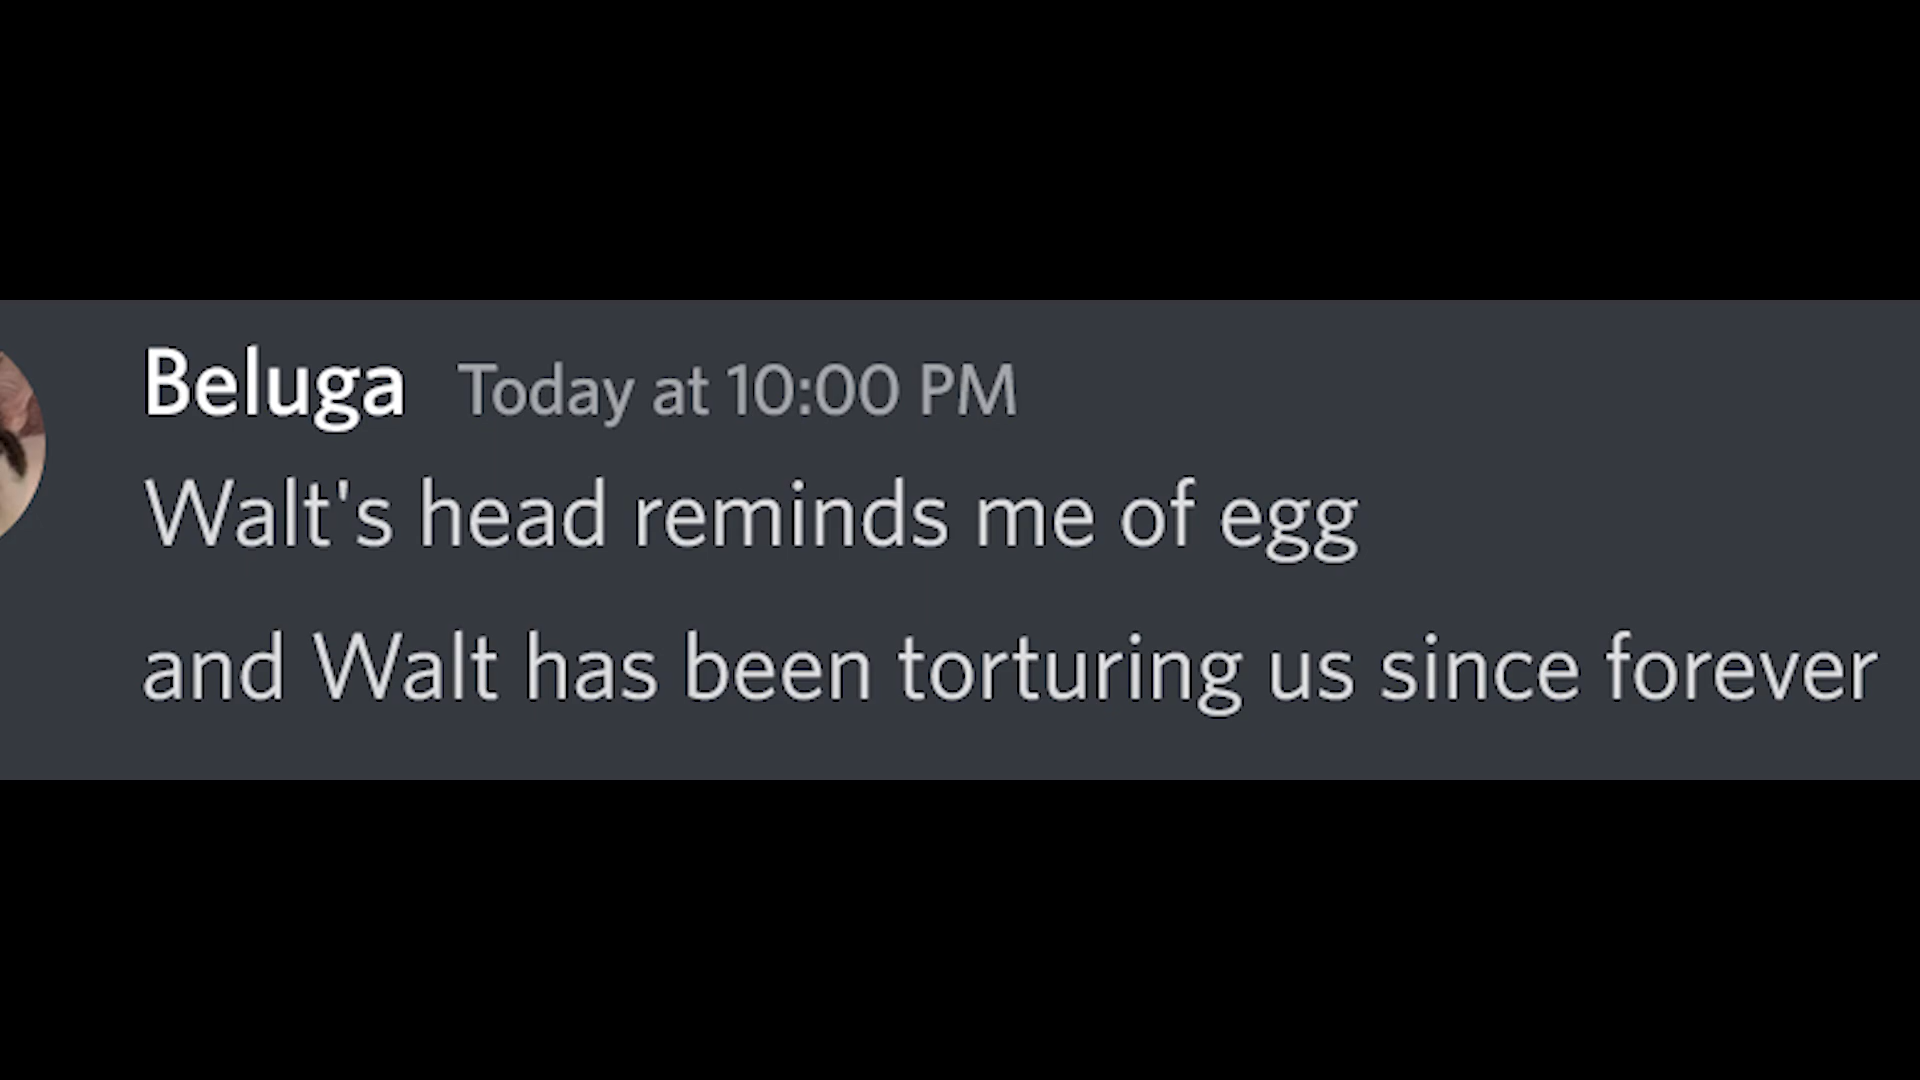 Beluga Today at 10:00 PM
Walt's head reminds me of egg
and Walt has been torturing us since forever